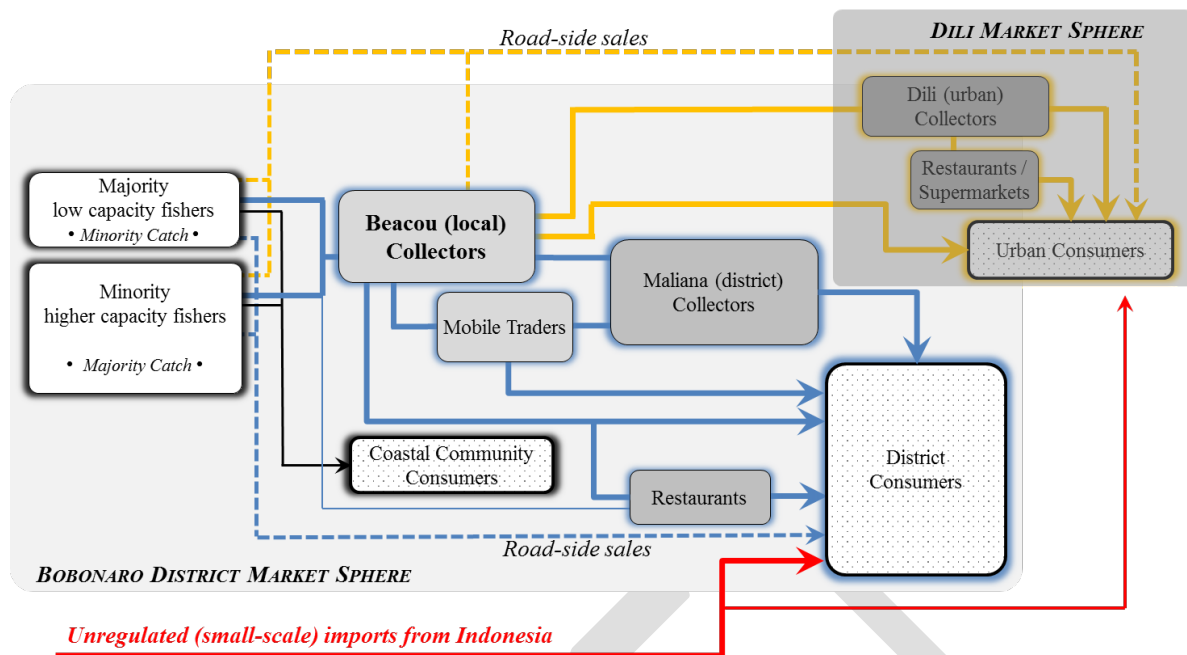 Road-side sales
DILI MARKET SPHERE
Dili (urban)
Collectors
Restaurants /
Supermarkets
Urban Consumers
Majority
low capacity fishers
• Minority Catch •
Beacou (local)
Collectors
Minority
higher capacity fishers
• Majority Catch •
Maliana (district)
Collectors
Mobile Traders
Coastal Community
Consumers
Restaurants
District
Consumers
Road-side sales
BOBONARO DISTRICT MARKET SPHERE
Unregulated (small-scale) imports from Indonesia